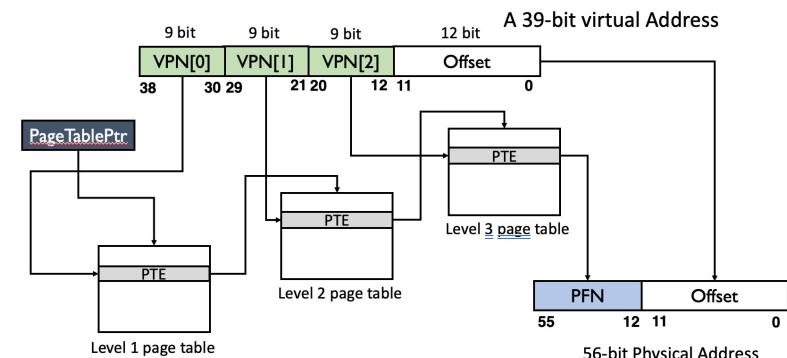 A 39-bit virtual Address
9 bit 9 bit 9 bit 12 bit
VPN[0] VPN[1] VPN[2] Offset
38 30 29 21 20 12 11 0
PageTablePtr
PTE
Level 3 page table
PTE
Level 2 page table
PTE
Level 1 page table
PFN Offset
55 12 11 0
56-bit Physical Address